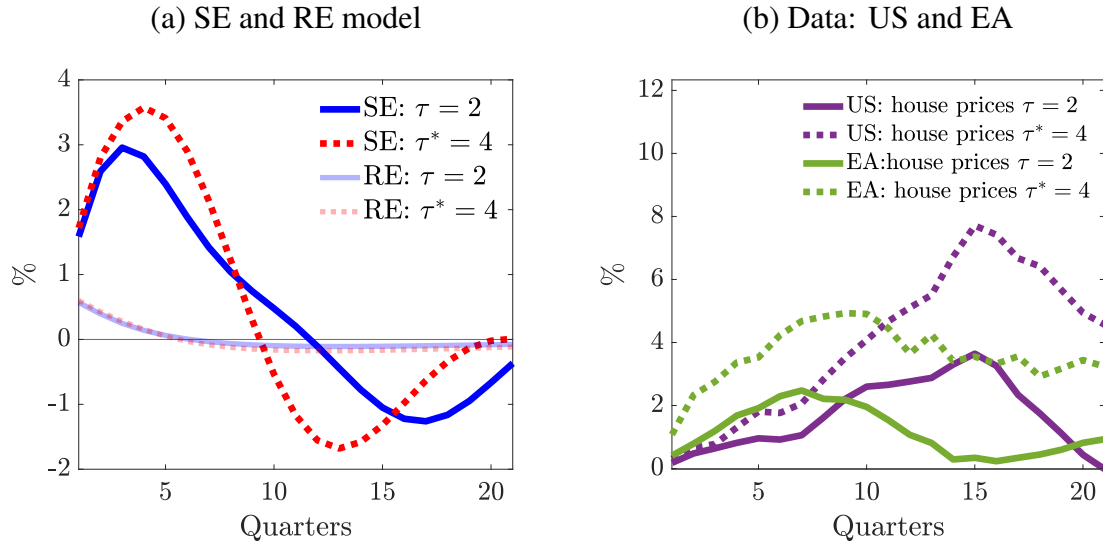 (a) SE and RE model
4
3
2
1
0
-1
-2
%
5
10
15
20
Quarters
SE: τ = 2
SE: τ* = 4
RE: τ = 2
RE: τ* = 4
(b) Data: US and EA
12
10
8
6
4
2
0
%
5
10
15
20
Quarters
US: house prices τ = 2
US: house prices τ* = 4
EA:house prices τ = 2
EA: house prices τ* = 4